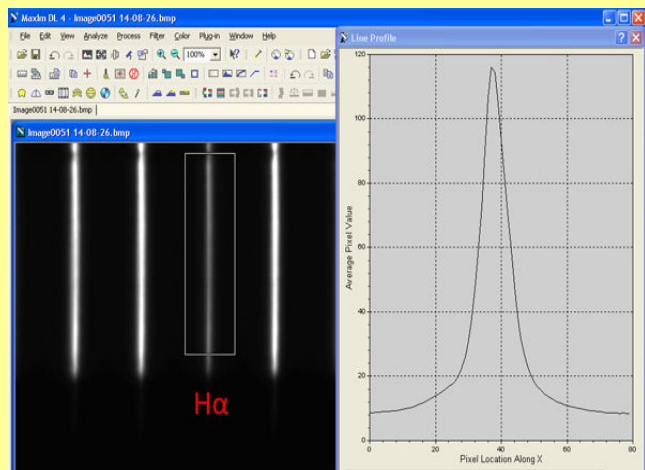 MaxIm DL 4 - Image0051 14-08-26.bmp
File Edit View Analyze Process Filter Color Plug-in Window Help
100%
Image0051 14-08-26.bmp
Image0051 14-08-26.bmp
Hα
Line Profile
120
100
80
60
40
20
0
0 20 40 60 80
Average Pixel Value
Pixel Location Along X